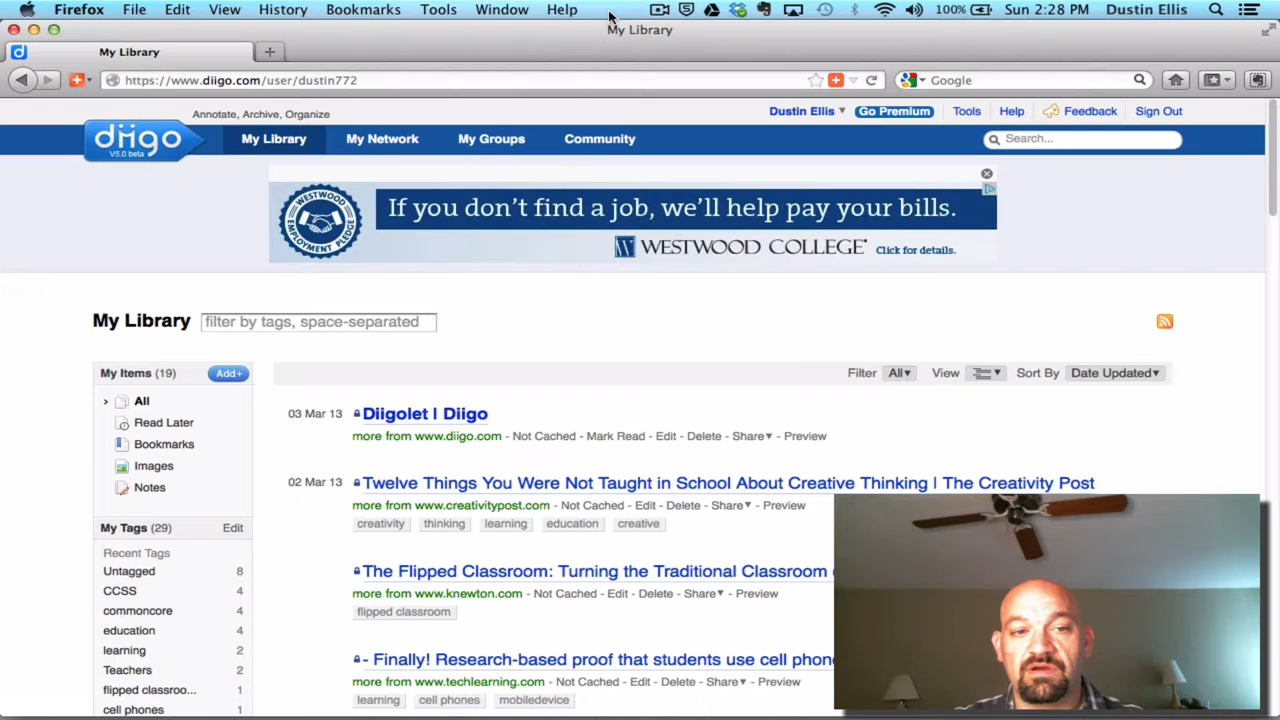 Firefox File Edit View History Bookmarks Tools Window Help 100% Sun 2:28 PM Dustin Ellis
My Library
My Library
https://www.diigo.com/user/dustin772 Google
Annotate, Archive, Organize Dustin Ellis Go Premium Tools Help Feedback Sign Out
diigo My Library My Network My Groups Community Search...
V5.0 beta
WESTWOOD EMPLOYMENT PLEDGE
If you don't find a job, we'll help pay your bills.
W WESTWOOD COLLEGE Click for details.
My Library filter by tags, space-separated
My Items (19) Add+ Filter All View Sort By Date Updated
All
Read Later
Bookmarks
Images
Notes
My Tags (29) Edit
Recent Tags
Untagged 8
CCSS 4
commoncore 4
education 4
learning 2
Teachers 2
flipped classroo... 1
cell phones 1
03 Mar 13 Diigolet | Diigo
more from www.diigo.com - Not Cached - Mark Read - Edit - Delete - Share - Preview
02 Mar 13 Twelve Things You Were Not Taught in School About Creative Thinking | The Creativity Post
more from www.creativitypost.com - Not Cached - Edit - Delete - Share - Preview
creativity thinking learning education creative
The Flipped Classroom: Turning the Traditional Classroom
more from www.knewton.com - Not Cached - Edit - Delete - Share - Preview
flipped classroom
- Finally! Research-based proof that students use cell phone
more from www.techlearning.com - Not Cached - Edit - Delete - Share - Preview
learning cell phones mobiledevice